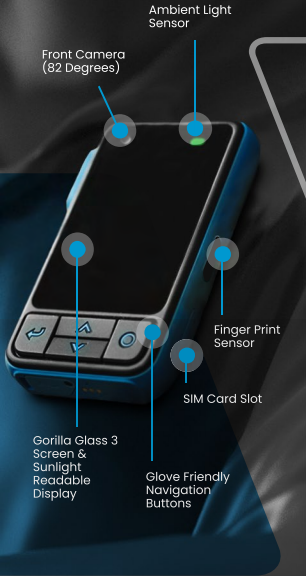 Ambient Light
Sensor
Front Camera
(82 Degrees)
Finger Print
Sensor
SIM Card Slot
Gorilla Glass 3
Screen &
Sunlight
Readable
Display
Glove Friendly
Navigation
Buttons